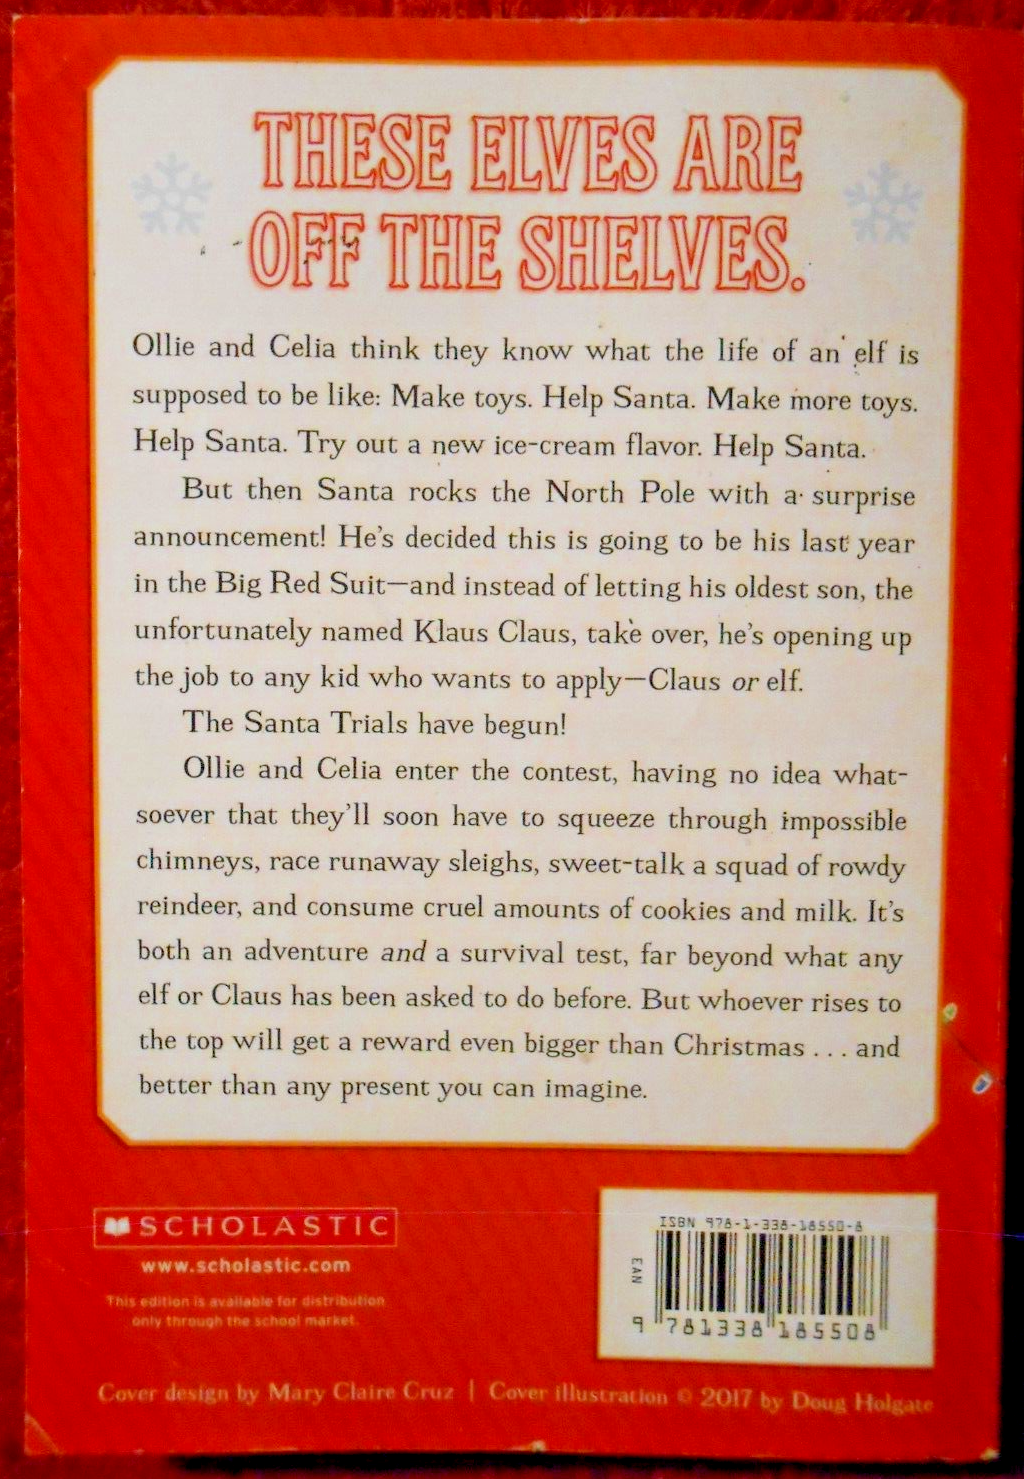 THESE ELVES ARE
OFF THE SHELVES.
Ollie and Celia think they know what the life of an elf is
supposed to be like: Make toys. Help Santa. Make more toys.
Help Santa. Try out a new ice-cream flavor. Help Santa.
But then Santa rocks the North Pole with a surprise
announcement! He's decided this is going to be his last year
in the Big Red Suit—and instead of letting his oldest son, the
unfortunately named Klaus Claus, take over, he's opening up
the job to any kid who wants to apply—Claus or elf.
The Santa Trials have begun!
Ollie and Celia enter the contest, having no idea what-
soever that they'll soon have to squeeze through impossible
chimneys, race runaway sleighs, sweet-talk a squad of rowdy
reindeer, and consume cruel amounts of cookies and milk. It's
both an adventure and a survival test, far beyond what any
elf or Claus has been asked to do before. But whoever rises to
the top will get a reward even bigger than Christmas . . . and
better than any present you can imagine.
SCHOLASTIC
www.scholastic.com
This edition is available for distribution
only through the school market.
ISBN 978-1-338-18550-8
EAN
9 781338 185508
Cover design by Mary Claire Cruz | Cover illustration © 2017 by Doug Holgate